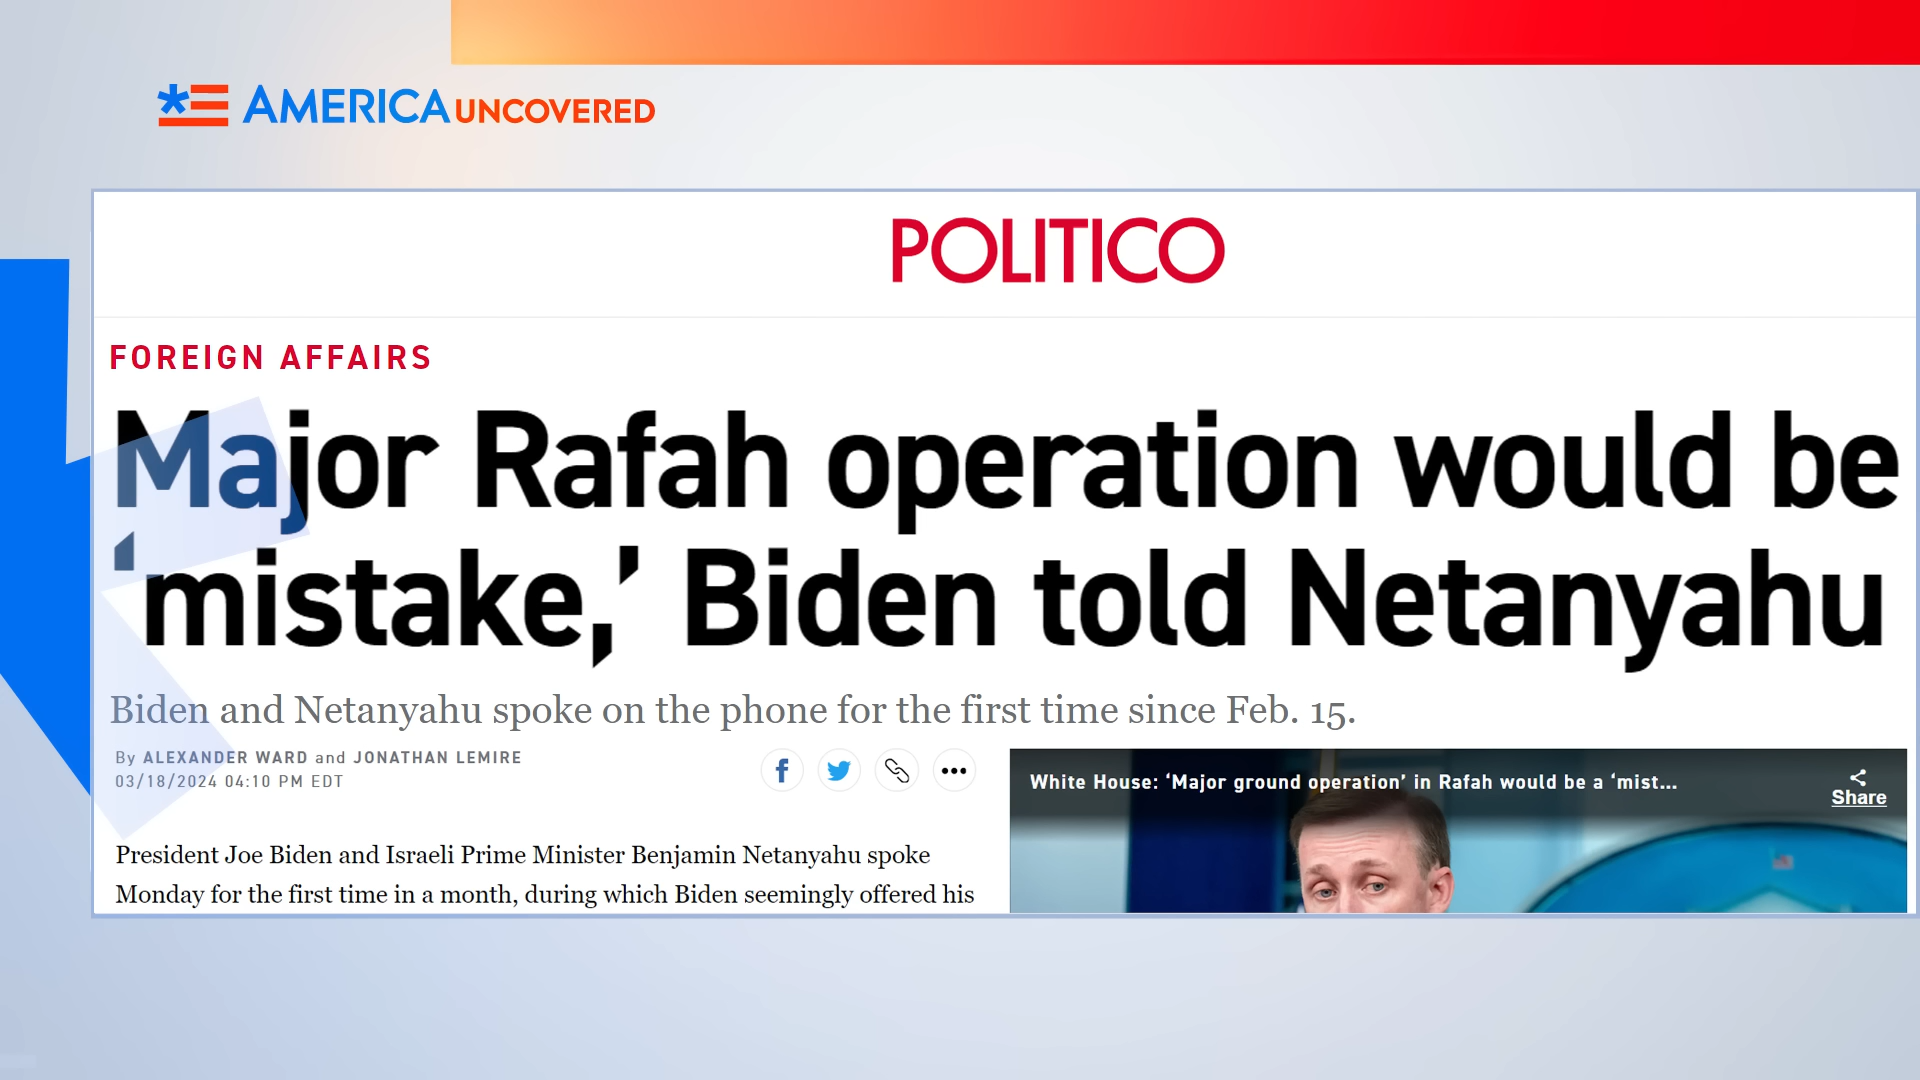 AMERICA UNCOVERED
POLITICO
FOREIGN AFFAIRS
Major Rafah operation would be
‘mistake,’ Biden told Netanyahu
Biden and Netanyahu spoke on the phone for the first time since Feb. 15.
By ALEXANDER WARD and JONATHAN LEMIRE
03/18/2024 04:10 PM EDT
White House: ‘Major ground operation’ in Rafah would be a ‘mist...
Share
President Joe Biden and Israeli Prime Minister Benjamin Netanyahu spoke
Monday for the first time in a month, during which Biden seemingly offered his